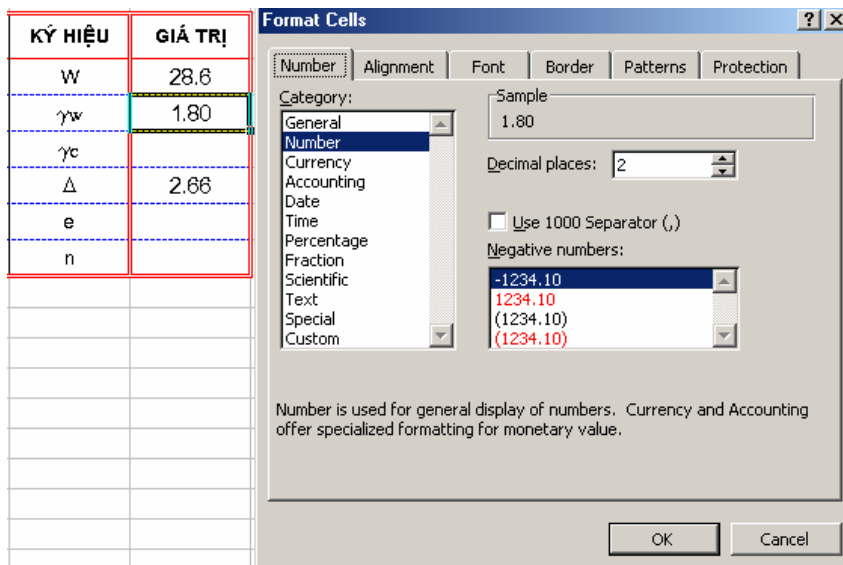 KÝ HIỆU GIÁ TRỊ
W 28.6
γw 1.80
γc
Δ 2.66
e
n
Format Cells
Number Alignment Font Border Patterns Protection
Category:
General
Number
Currency
Accounting
Date
Time
Percentage
Fraction
Scientific
Text
Special
Custom
Sample
1.80
Decimal places: 2
Use 1000 Separator (,)
Negative numbers:
-1234.10
1234.10
(1234.10)
(1234.10)
Number is used for general display of numbers. Currency and Accounting
offer specialized formatting for monetary value.
OK Cancel